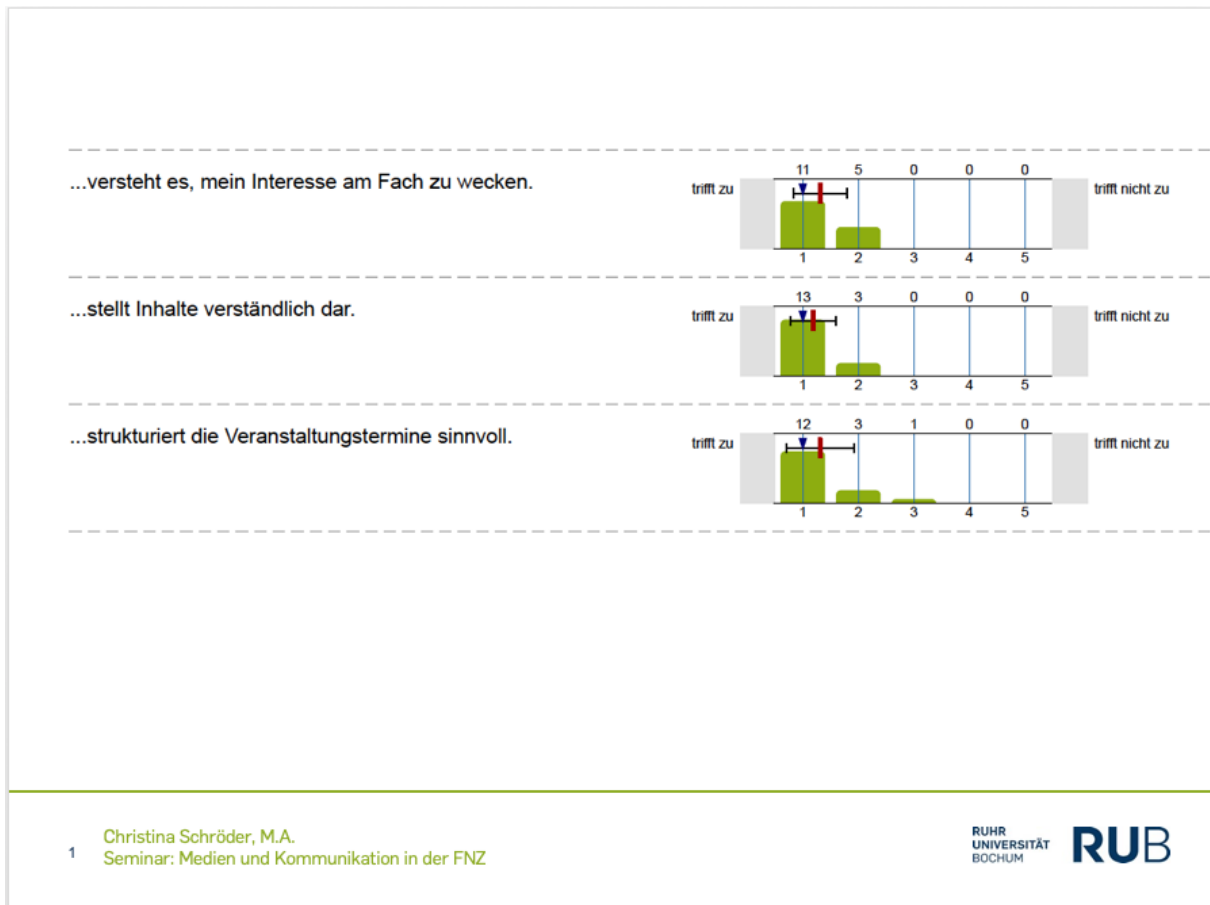 11 5 0 0 0
...versteht es, mein Interesse am Fach zu wecken.
trifft zu
trifft nicht zu
1 2 3 4 5
13 3 0 0 0
...stellt Inhalte verständlich dar.
trifft zu
trifft nicht zu
1 2 3 4 5
12 3 1 0 0
...strukturiert die Veranstaltungstermine sinnvoll.
trifft zu
trifft nicht zu
1 2 3 4 5
1
Christina Schröder, M.A.
Seminar: Medien und Kommunikation in der FNZ
RUHR
UNIVERSITÄT
BOCHUM
RUB